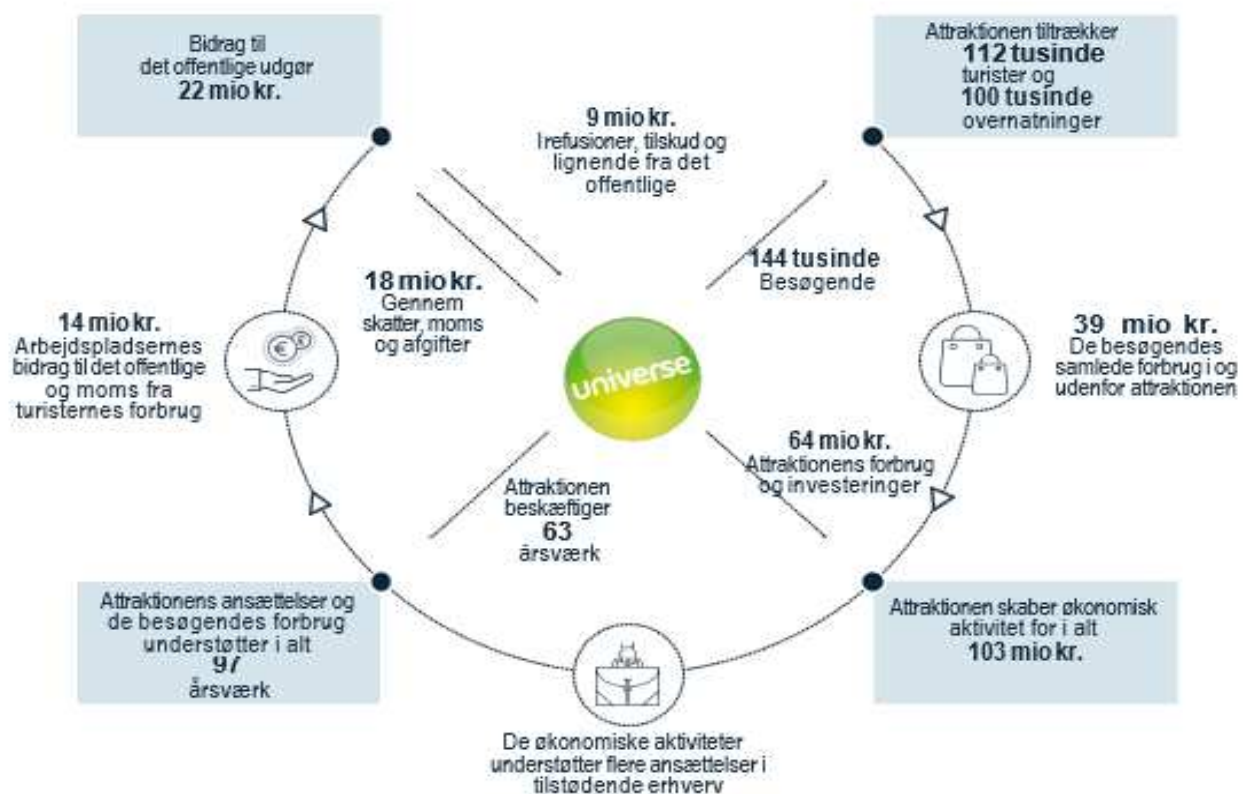 Bidrag til
det offentlige udgør
22 mio kr.
Attraktionen tiltrækker
112 tusinde
turister og
100 tusinde
overnatninger
9 mio kr.
I refusioner, tilskud og
lignende fra det
offentlige
144 tusinde
Besøgende
18 mio kr.
Gennem
skatter, moms
og afgifter
14 mio kr.
Arbejdspladsernes
bidrag til det offentlige
og moms fra
turisternes forbrug
universe
39 mio kr.
De besøgendes
samlede forbrug i og
udenfor attraktionen
64 mio kr.
Attraktionens forbrug
og investeringer
Attraktionen
beskæftiger
63
årsværk
Attraktionens ansættelser og
de besøgendes forbrug
understøtter i alt
97
årsværk
Attraktionen skaber økonomisk
aktivitet for i alt
103 mio kr.
De økonomiske aktiviteter
understøtter flere ansættelser i
tilstødende erhverv